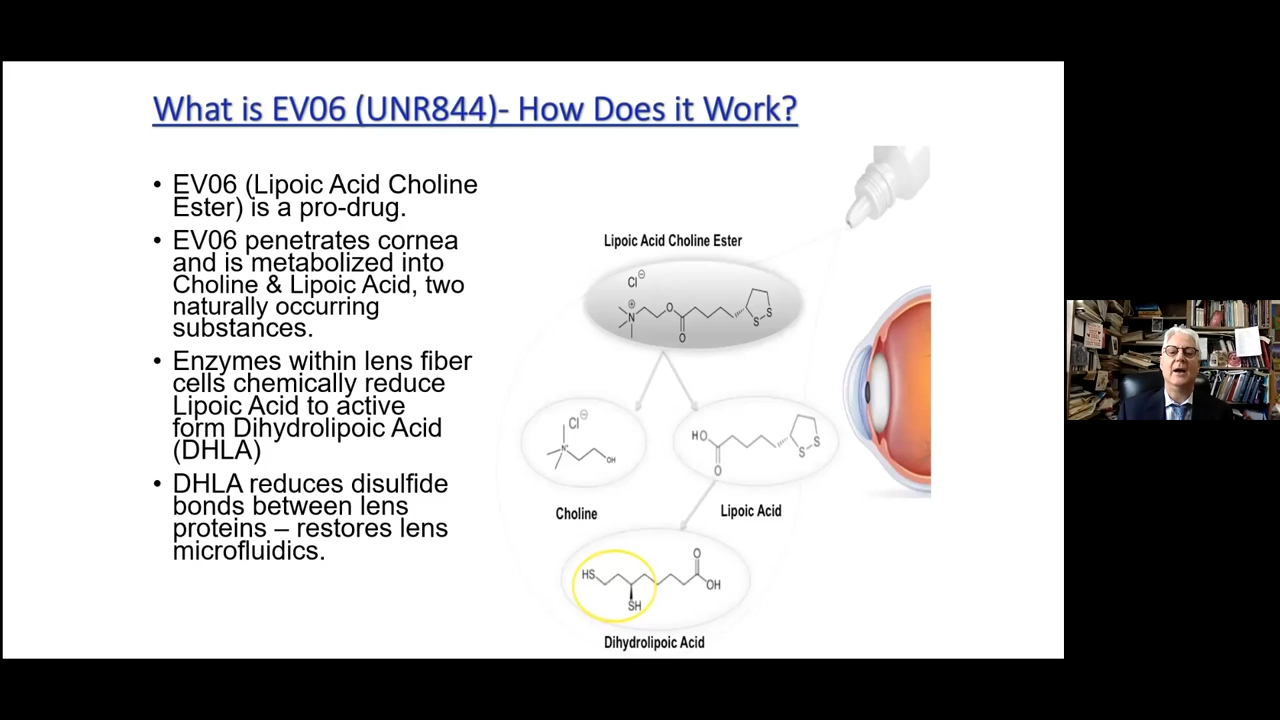 What is EV06 (UNR844)- How Does it Work?
• EV06 (Lipoic Acid Choline
Ester) is a pro-drug.
• EV06 penetrates cornea
and is metabolized into
Choline & Lipoic Acid, two
naturally occurring
substances.
• Enzymes within lens fiber
cells chemically reduce
Lipoic Acid to active
form Dihydrolipoic Acid
(DHLA)
• DHLA reduces disulfide
bonds between lens
proteins – restores lens
microfluidics.
Lipoic Acid Choline Ester
Cl⊖
N⊕
O
O
S
S
Cl⊖
N+
OH
Choline
HO
O
S
S
Lipoic Acid
HS
SH
O
OH
Dihydrolipoic Acid